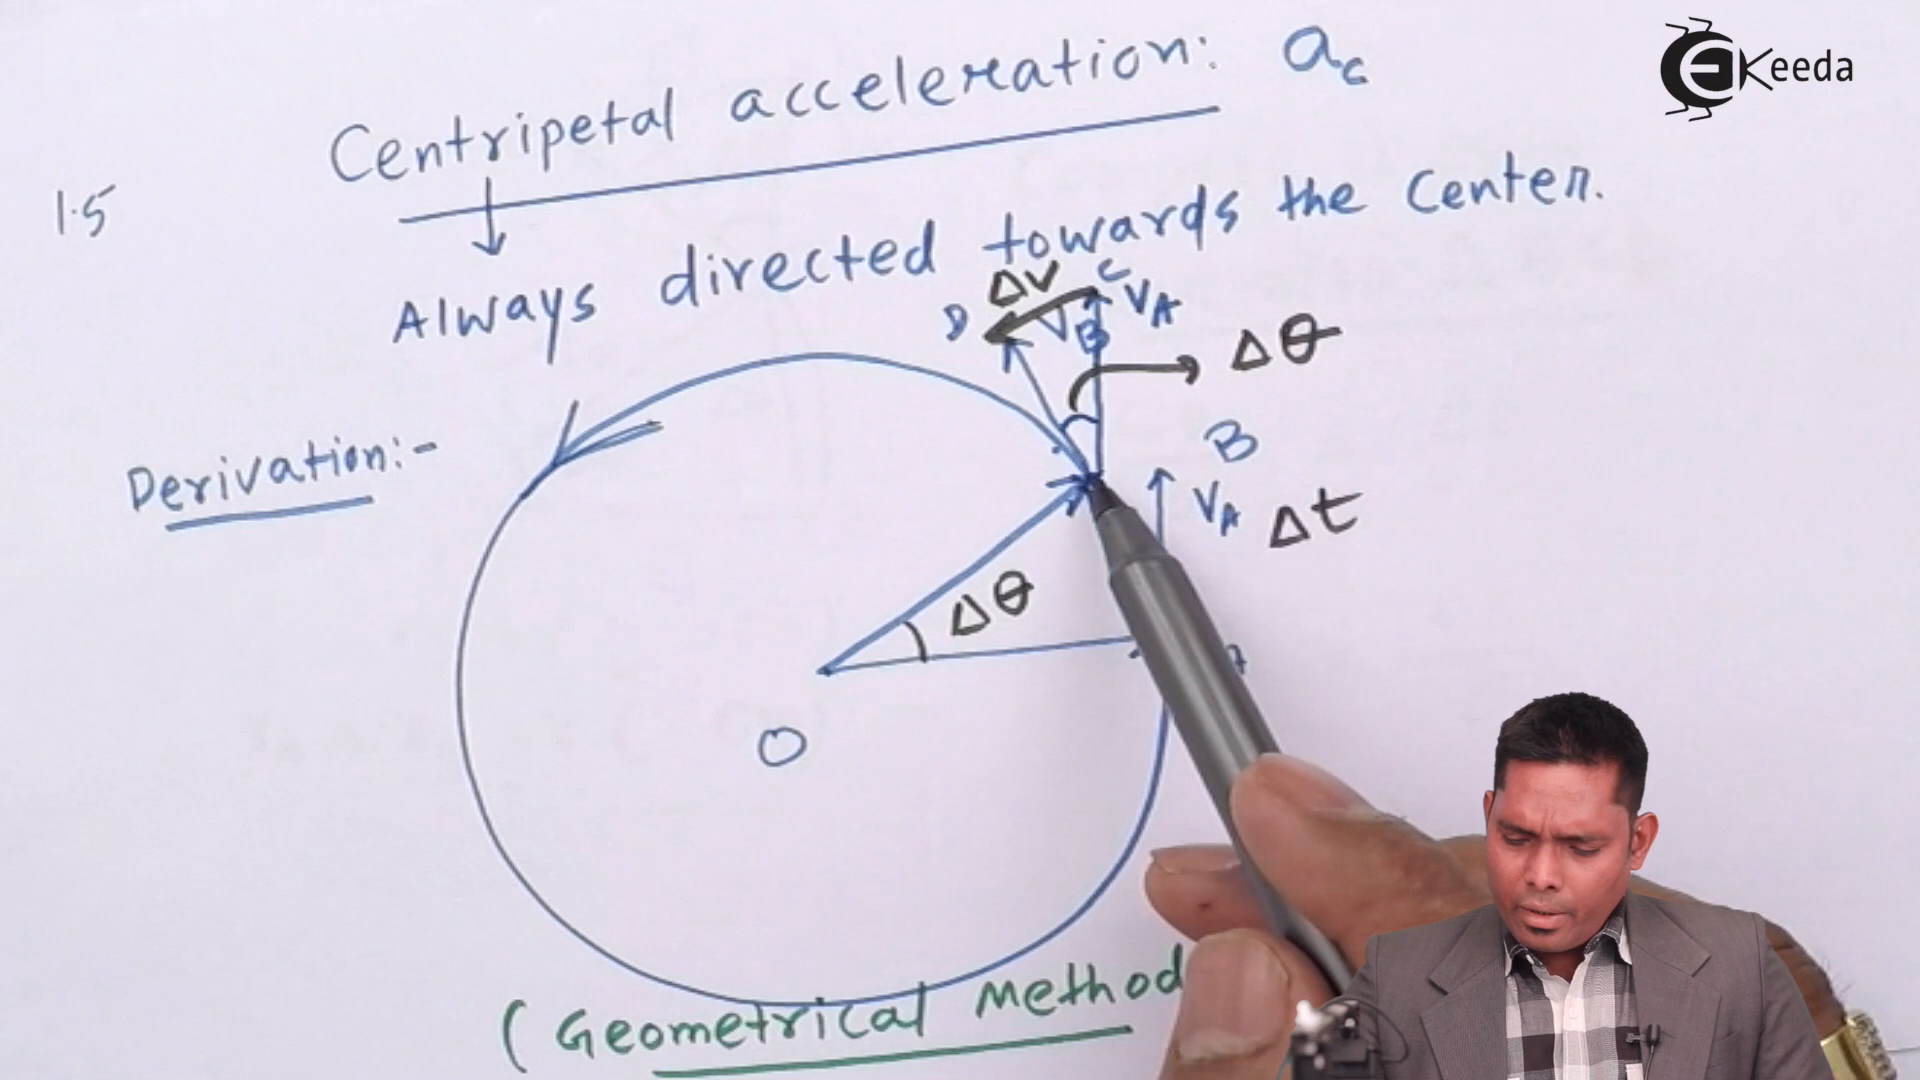 Centripetal acceleration: ac
EKeeda
1.5
Always directed towards the center.
C
ΔV
VA
D
VB
Δθ
Derivation:-
B
VA Δt
Δθ
A
O
(Geometrical Method